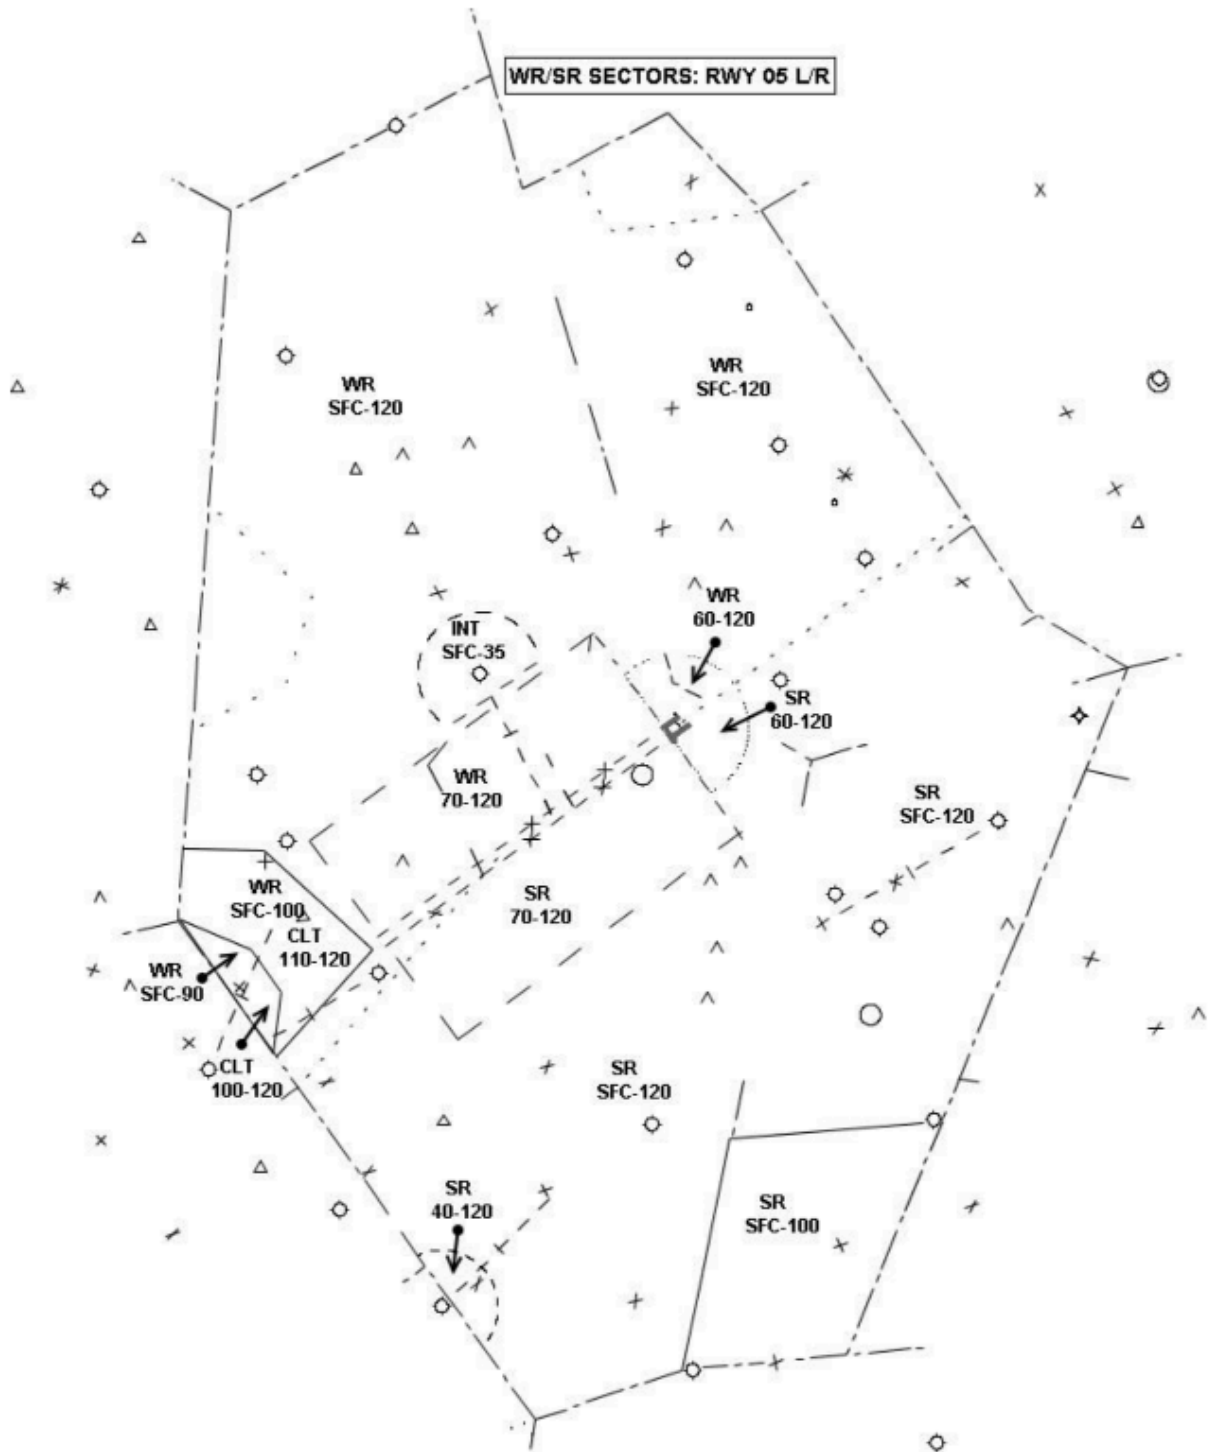 WR/SR SECTORS: RWY 05 L/R
WR
SFC-120
WR
SFC-120
WR
60-120
INT
SFC-35
SR
60-120
WR
70-120
SR
SFC-120
WR
SFC-100
CLT
110-120
SR
70-120
WR
SFC-90
CLT
100-120
SR
SFC-120
SR
40-120
SR
SFC-100